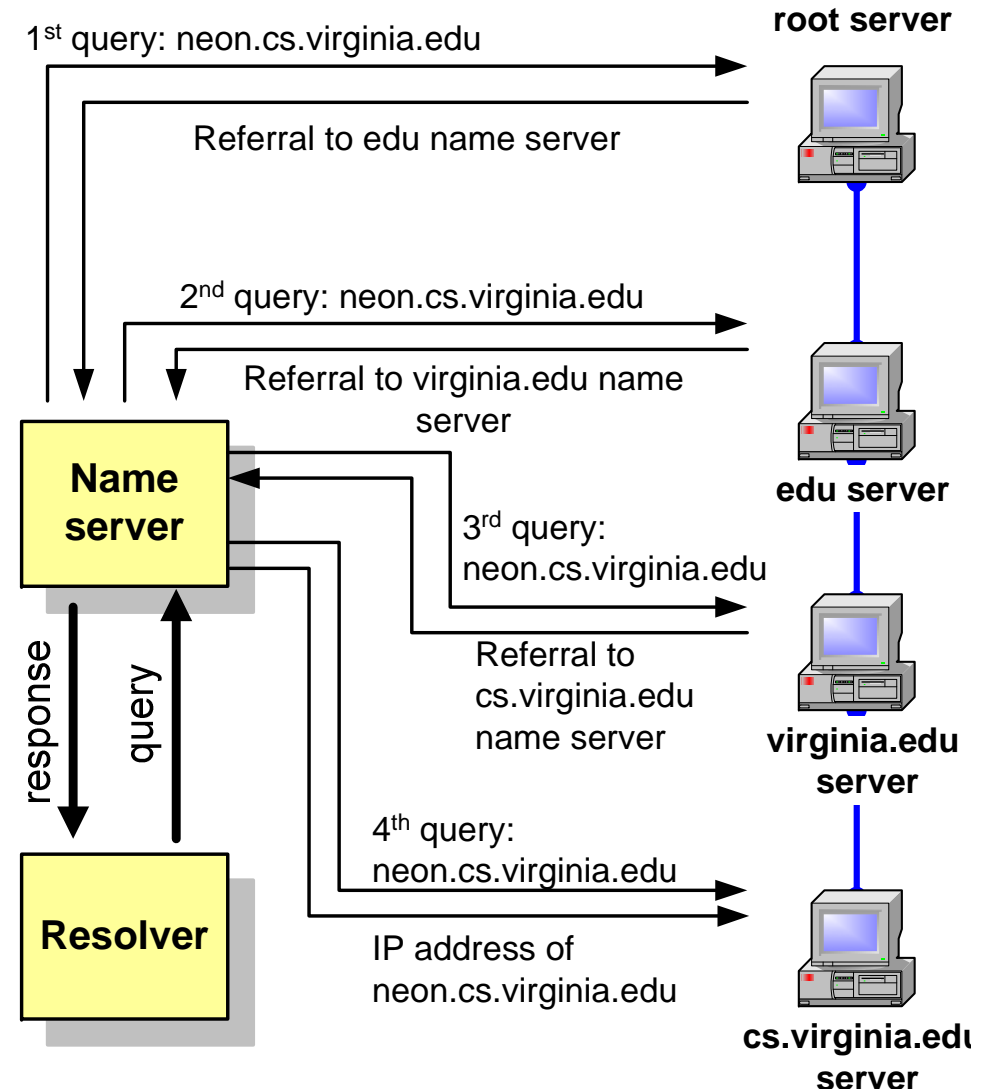 root server
1st query: neon.cs.virginia.edu
Referral to edu name server
2nd query: neon.cs.virginia.edu
Referral to virginia.edu name
server
Name
server
edu server
3rd query:
neon.cs.virginia.edu
response
query
Referral to
cs.virginia.edu
name server
virginia.edu
server
4th query:
neon.cs.virginia.edu
Resolver
IP address of
neon.cs.virginia.edu
cs.virginia.edu
server